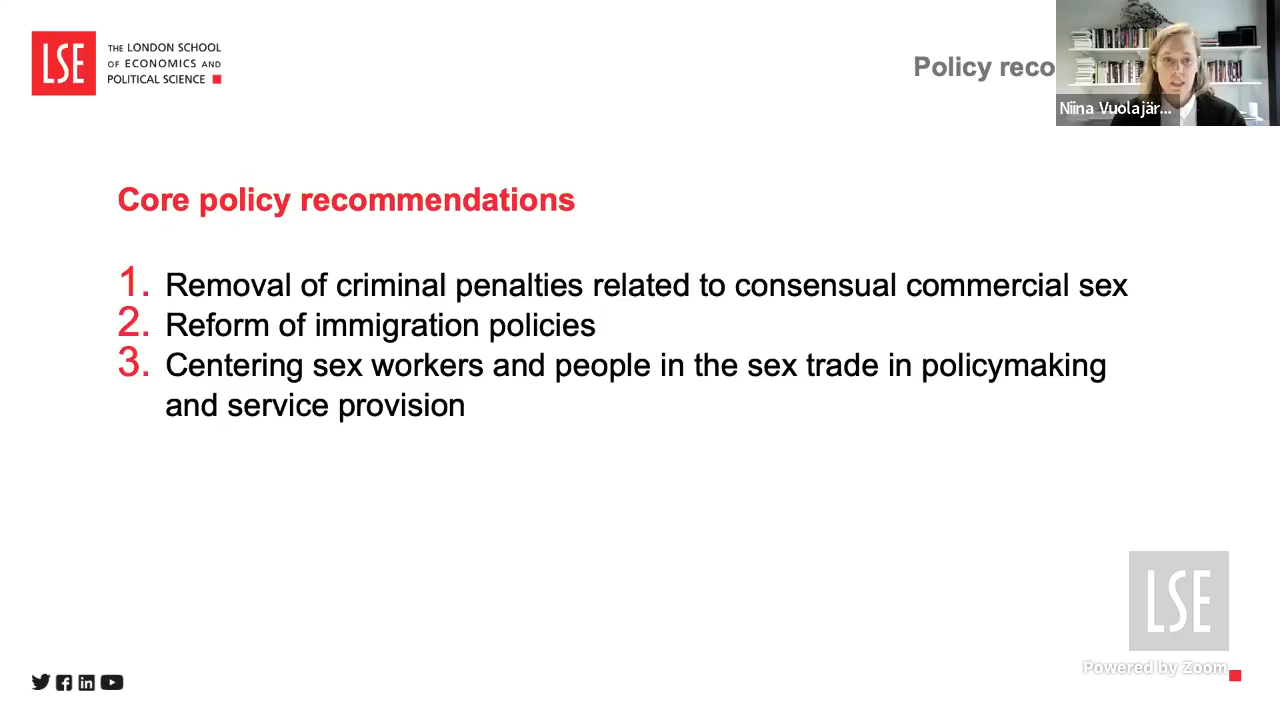 LSE
THE LONDON SCHOOL
OF ECONOMICS AND
POLITICAL SCIENCE
Policy reco
Niina Vuolajär...
Core policy recommendations
1. Removal of criminal penalties related to consensual commercial sex
2. Reform of immigration policies
3. Centering sex workers and people in the sex trade in policymaking
and service provision
LSE
Powered by Zoom